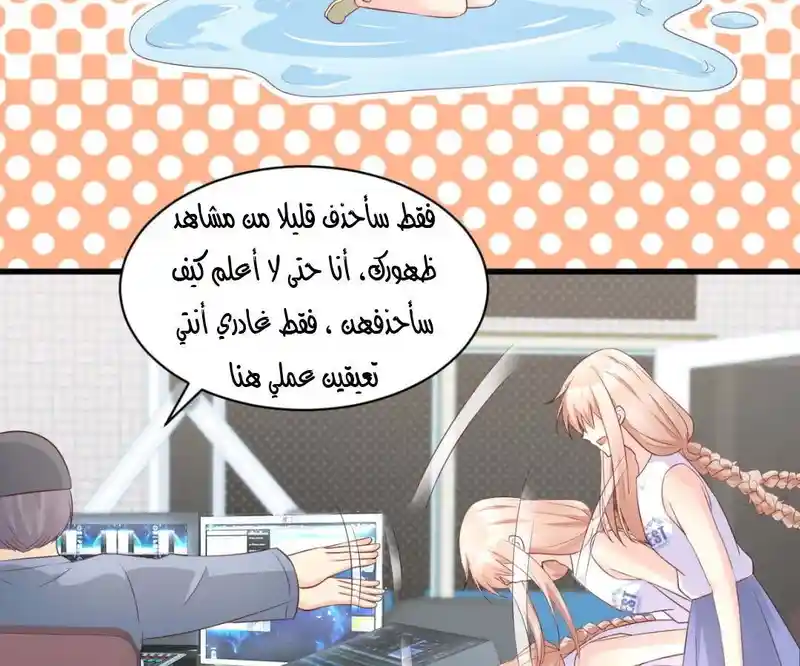 فقط سأحذف قليلا من مشاهد
ظهورك، أنا حتى لا أعلم كيف
سأحذفهن ، فقط غادري أنتي
تعيقين عملي هنا